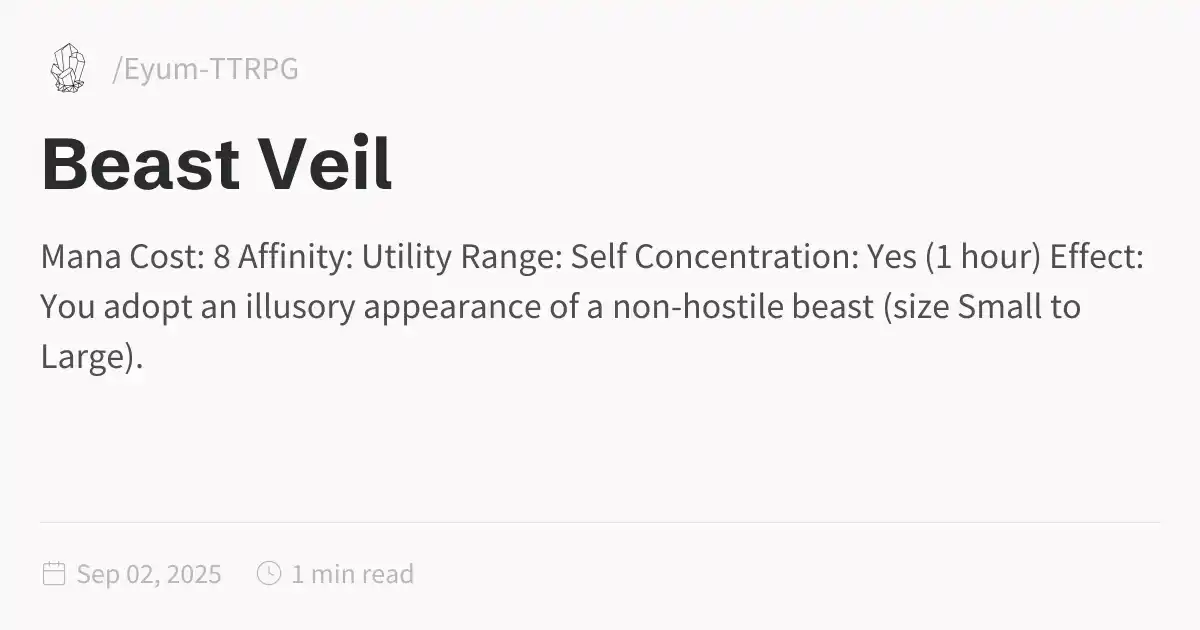 /Eyum-TTRPG
Beast Veil
Mana Cost: 8 Affinity: Utility Range: Self Concentration: Yes (1 hour) Effect:
You adopt an illusory appearance of a non-hostile beast (size Small to
Large).
Sep 02, 2025 1 min read